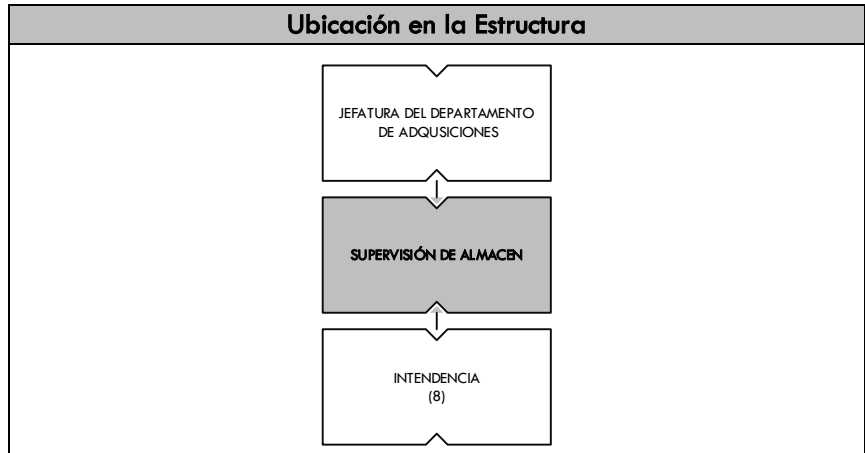 Ubicación en la Estructura
JEFATURA DEL DEPARTAMENTO
DE ADQUSICIONES
SUPERVISIÓN DE ALMACEN
INTENDENCIA
(8)